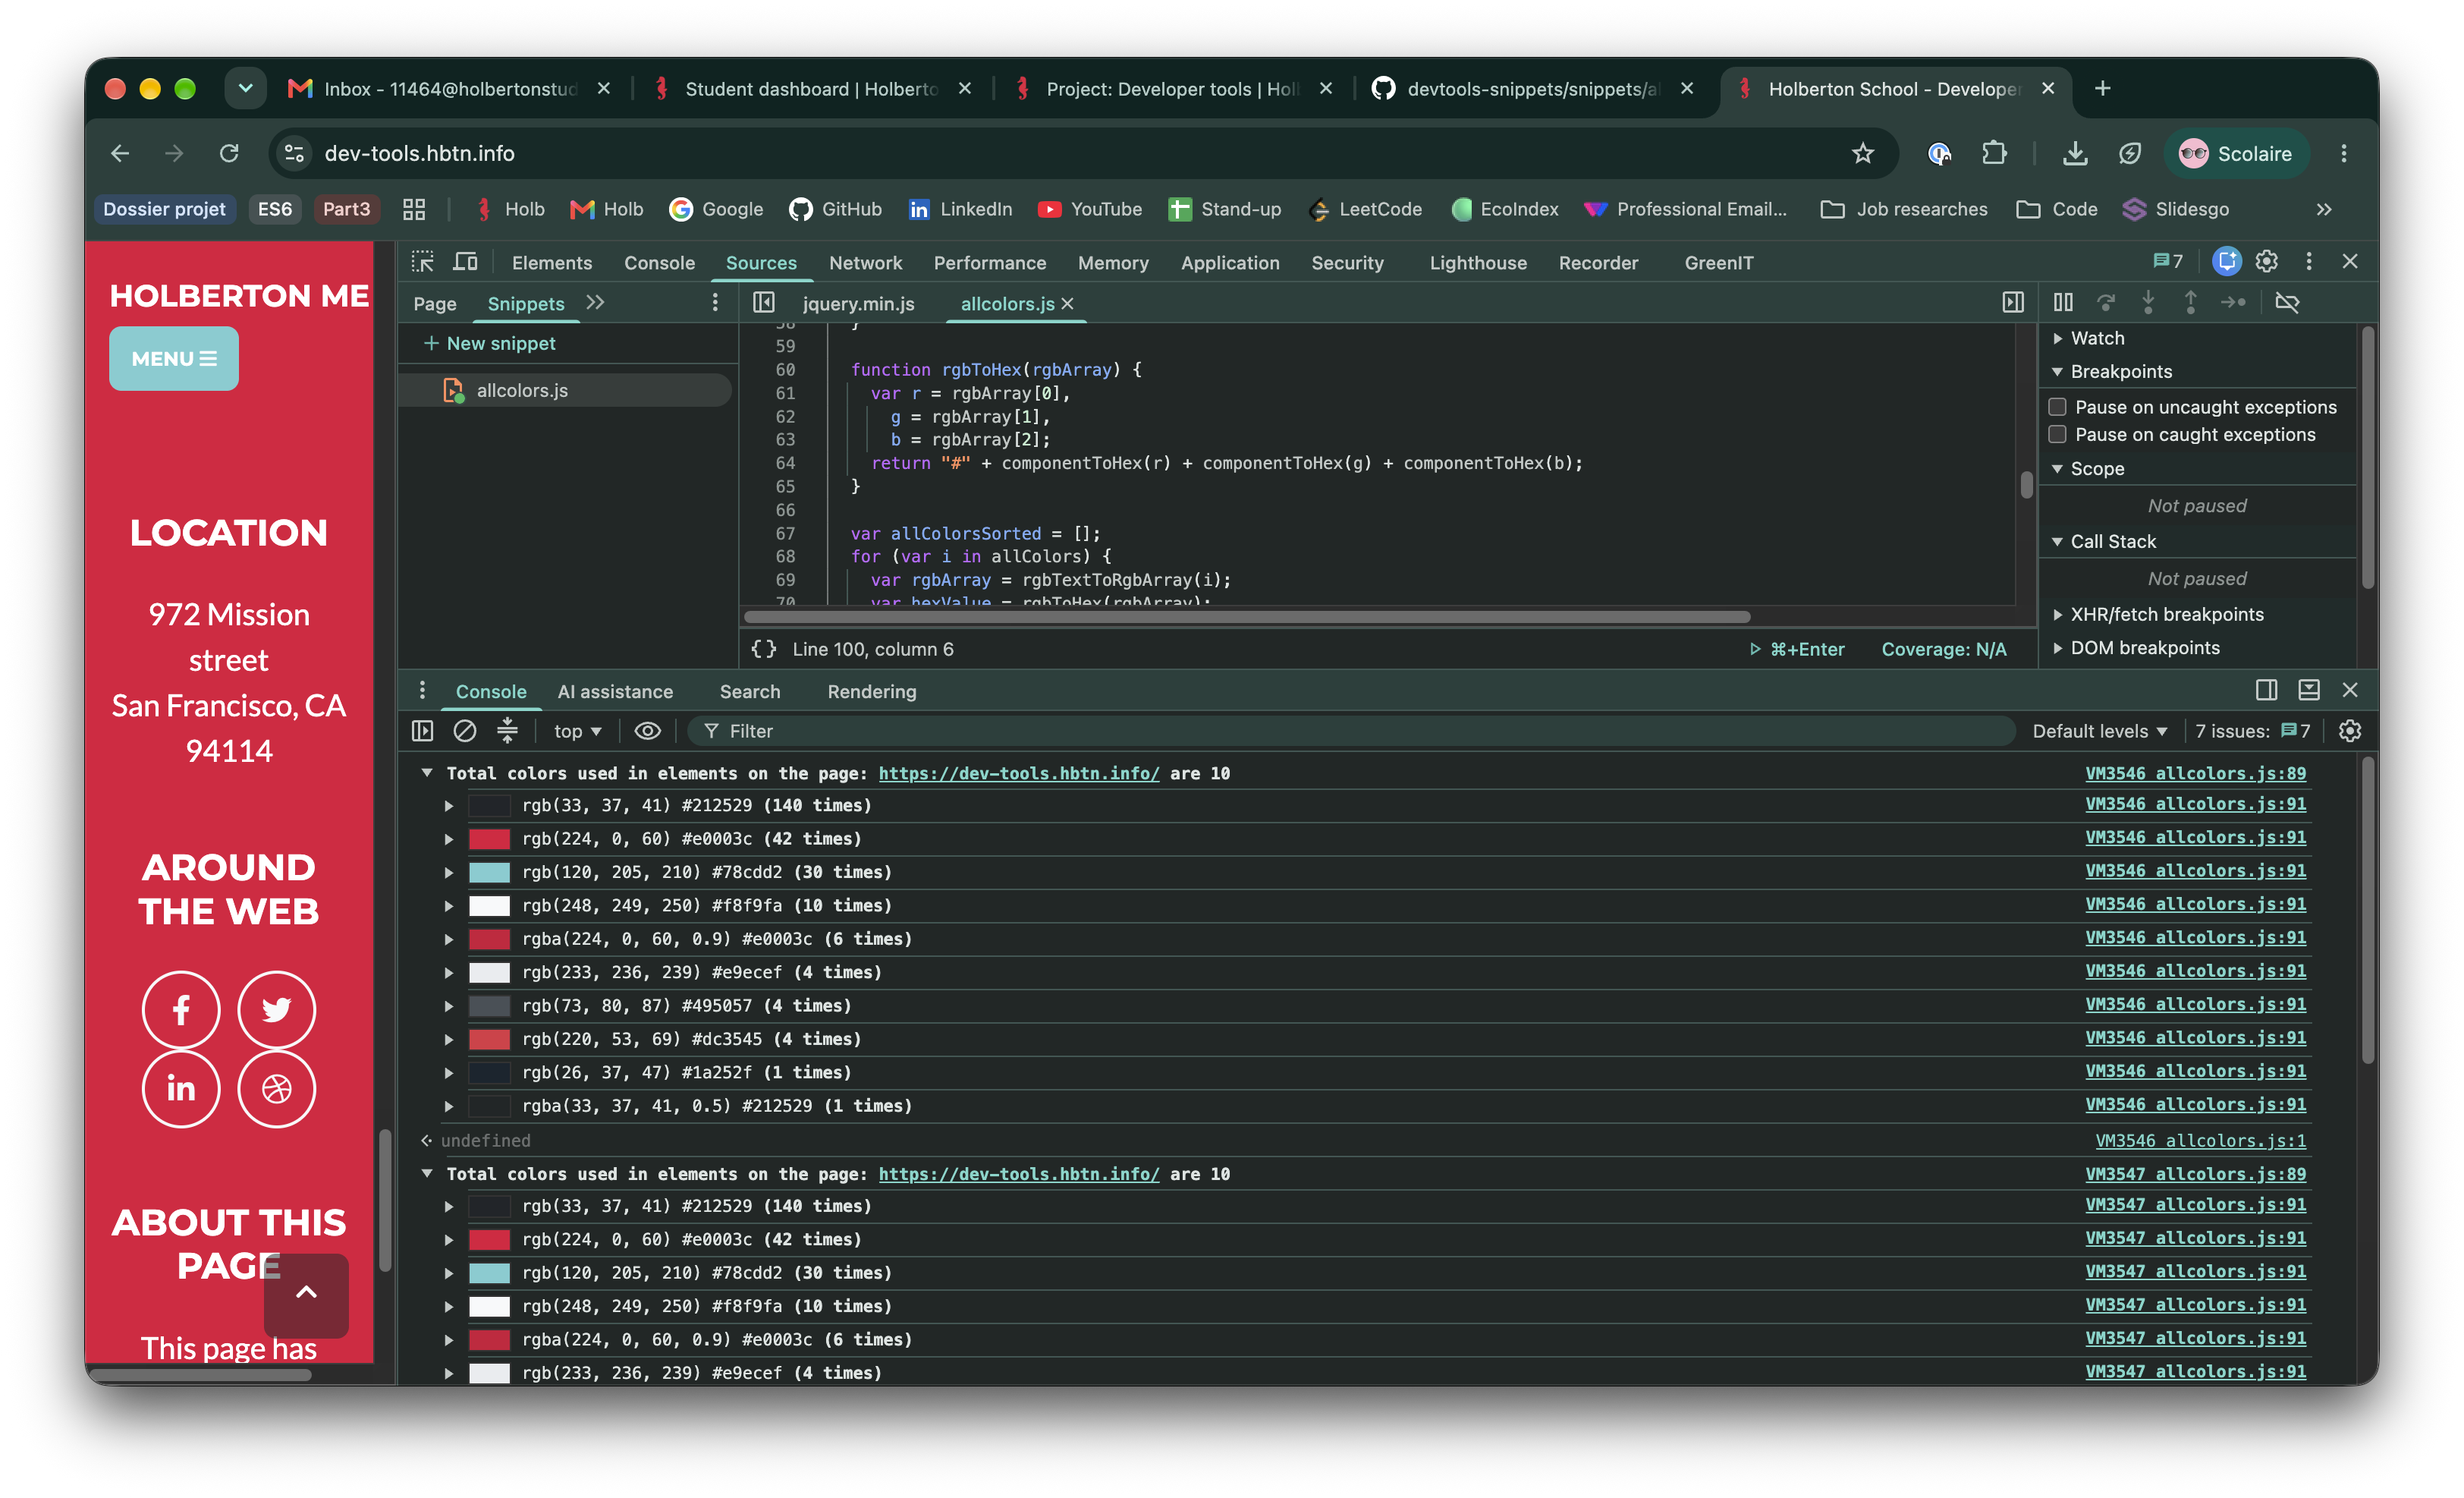 Inbox - 11464@holbertonstud
Student dashboard | Holberto
Project: Developer tools | Hol
devtools-snippets/snippets/al
Holberton School - Developer
dev-tools.hbtn.info
Scolaire
Dossier projet
ES6
Part3
Holb
Holb
Google
GitHub
LinkedIn
YouTube
Stand-up
LeetCode
EcoIndex
Professional Email...
Job researches
Code
Slidesgo
HOLBERTON ME
MENU
LOCATION
972 Mission
street
San Francisco, CA
94114
AROUND
THE WEB
ABOUT THIS
PAGE
This page has
Elements Console Sources Network Performance Memory Application Security Lighthouse Recorder GreenIT
7
Page Snippets
+ New snippet
allcolors.js
jquery.min.js
allcolors.js
58 }
59
60 function rgbToHex(rgbArray) {
61 var r = rgbArray[0],
62 g = rgbArray[1],
63 b = rgbArray[2];
64 return "#" + componentToHex(r) + componentToHex(g) + componentToHex(b);
65 }
66
67 var allColorsSorted = [];
68 for (var i in allColors) {
69 var rgbArray = rgbTextToRgbArray(i);
70 var hexValue = rgbToHex(rgbArray);
{ } Line 100, column 6
⌘+Enter
Coverage: N/A
Watch
Breakpoints
Pause on uncaught exceptions
Pause on caught exceptions
Scope
Not paused
Call Stack
Not paused
XHR/fetch breakpoints
DOM breakpoints
Console AI assistance Search Rendering
top
Filter
Default levels
7 issues: 7
Total colors used in elements on the page: https://dev-tools.hbtn.info/ are 10 VM3546 allcolors.js:89
rgb(33, 37, 41) #212529 (140 times) VM3546 allcolors.js:91
rgb(224, 0, 60) #e0003c (42 times) VM3546 allcolors.js:91
rgb(120, 205, 210) #78cdd2 (30 times) VM3546 allcolors.js:91
rgb(248, 249, 250) #f8f9fa (10 times) VM3546 allcolors.js:91
rgba(224, 0, 60, 0.9) #e0003c (6 times) VM3546 allcolors.js:91
rgb(233, 236, 239) #e9ecef (4 times) VM3546 allcolors.js:91
rgb(73, 80, 87) #495057 (4 times) VM3546 allcolors.js:91
rgb(220, 53, 69) #dc3545 (4 times) VM3546 allcolors.js:91
rgb(26, 37, 47) #1a252f (1 times) VM3546 allcolors.js:91
rgba(33, 37, 41, 0.5) #212529 (1 times) VM3546 allcolors.js:91
undefined VM3546 allcolors.js:1
Total colors used in elements on the page: https://dev-tools.hbtn.info/ are 10 VM3547 allcolors.js:89
rgb(33, 37, 41) #212529 (140 times) VM3547 allcolors.js:91
rgb(224, 0, 60) #e0003c (42 times) VM3547 allcolors.js:91
rgb(120, 205, 210) #78cdd2 (30 times) VM3547 allcolors.js:91
rgb(248, 249, 250) #f8f9fa (10 times) VM3547 allcolors.js:91
rgba(224, 0, 60, 0.9) #e0003c (6 times) VM3547 allcolors.js:91
rgb(233, 236, 239) #e9ecef (4 times) VM3547 allcolors.js:91